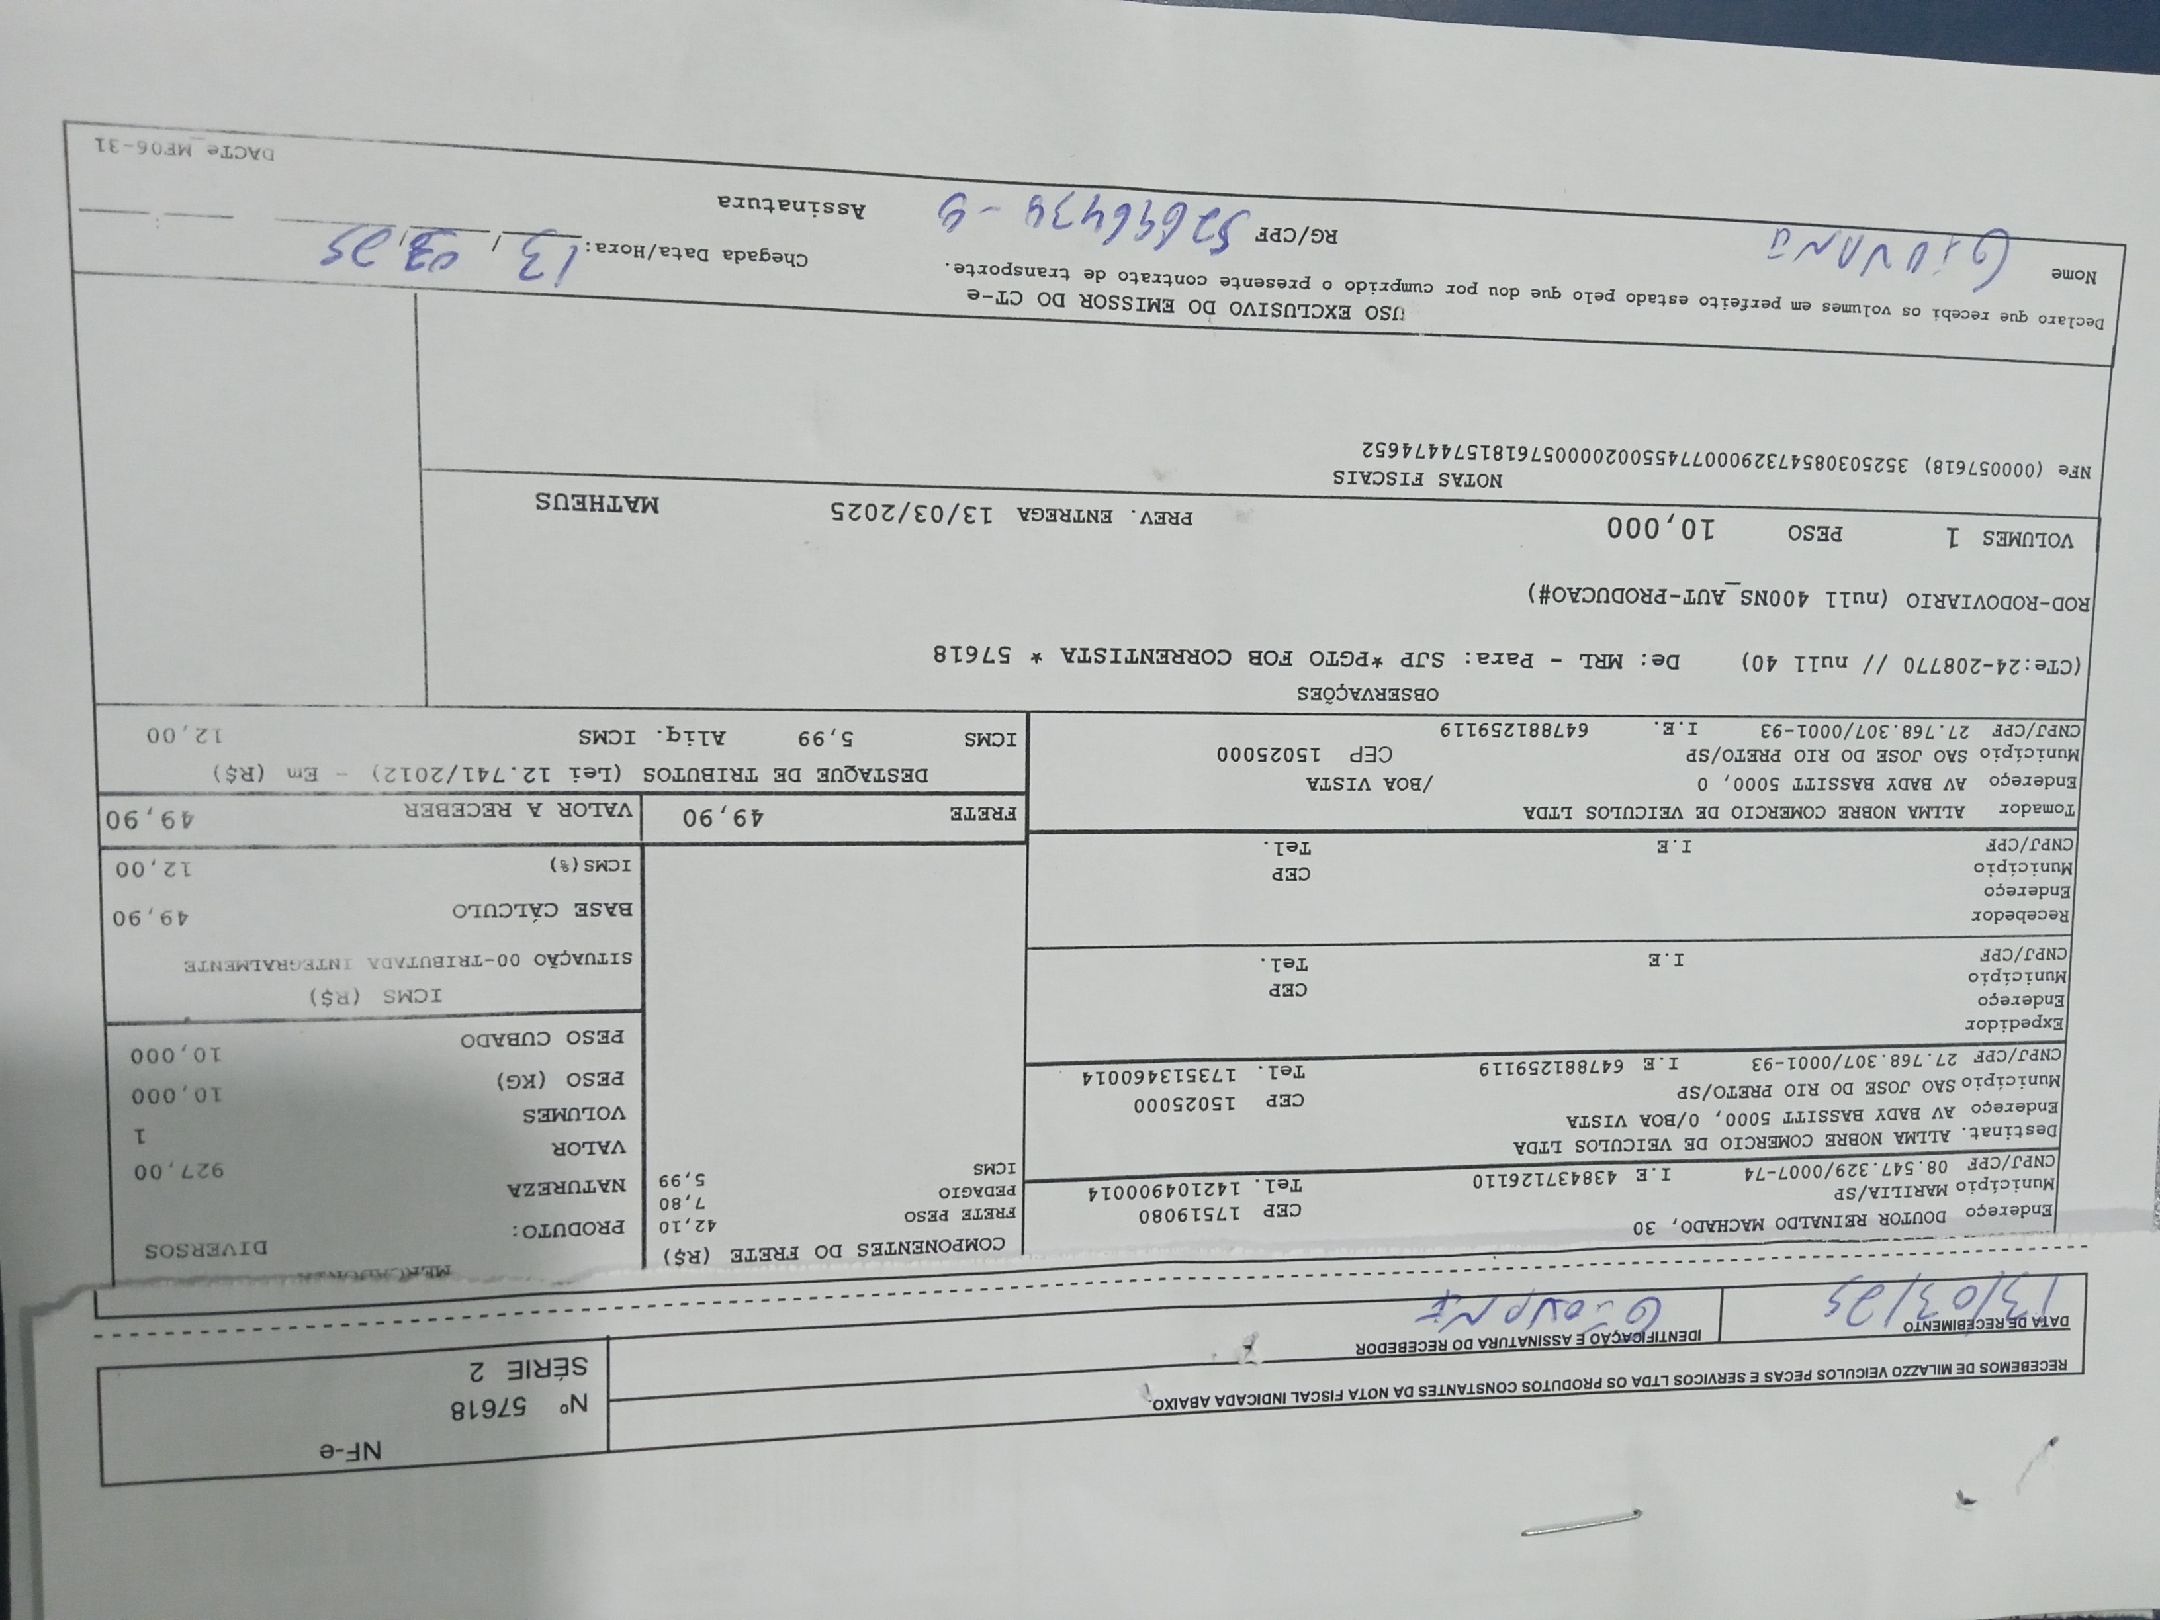 RECEBEMOS DE MILAZZO VEICULOS PECAS E SERVICOS LTDA OS PRODUTOS CONSTANTES DA NOTA FISCAL INDICADA ABAIXO.
DATA DE RECEBIMENTO
13/03/25
IDENTIFICAÇÃO E ASSINATURA DO RECEBEDOR
NF-e
Nº 57618
SÉRIE 2
Endereço DOUTOR REINALDO MACHADO, 30
Município MARILIA/SP CEP 17519080
CNPJ/CPF 08.547.329/0007-74 I.E 438437126110 Tel. 1421049000014
Destinat. ALLMA NOBRE COMERCIO DE VEICULOS LTDA
Endereço AV BADY BASSITT 5000, 0/BOA VISTA
Município SAO JOSE DO RIO PRETO/SP CEP 15025000
CNPJ/CPF 27.768.307/0001-93 I.E 647881259119 Tel. 173513460014
Expedidor
Endereço
Município CEP
CNPJ/CPF I.E Tel.
Recebedor
Endereço
Município CEP
CNPJ/CPF I.E Tel.
Tomador ALLMA NOBRE COMERCIO DE VEICULOS LTDA
Endereço AV BADY BASSITT 5000, 0 /BOA VISTA
Município SAO JOSE DO RIO PRETO/SP CEP 15025000
CNPJ/CPF 27.768.307/0001-93 I.E. 647881259119
COMPONENTES DO FRETE (R$)
FRETE PESO 42,10
PEDAGIO 7,80
ICMS 5,99
PRODUTO: DIVERSOS
NATUREZA
VALOR 927,00
VOLUMES 1
PESO (KG) 10,000
PESO CUBADO 10,000
ICMS (R$)
SITUAÇÃO 00-TRIBUTADA INTEGRALMENTE
BASE CÁLCULO 49,90
ICMS(%) 12,00
FRETE 49,90 VALOR A RECEBER 49,90
DESTAQUE DE TRIBUTOS (Lei 12.741/2012) - Em (R$)
ICMS 5,99 Aliq. ICMS 12,00
OBSERVAÇÕES
(CTe:24-208770 // null 40) De: MRL - Para: SJP *PGTO FOB CORRENTISTA * 57618
ROD-RODOVIARIO (null 400NS_AUT-PRODUCAO#)
VOLUMES 1 PESO 10,000 PREV. ENTREGA 13/03/2025 MATHEUS
NOTAS FISCAIS
NFe (000057618) 35250308547329000774550020000576181574474652
USO EXCLUSIVO DO EMISSOR DO CT-e
Declaro que recebi os volumes em perfeito estado pelo que dou por cumprido o presente contrato de transporte.
Chegada Data/Hora: 13/03/25 :
Nome RG/CPF Assinatura
DACTe_MF06-31